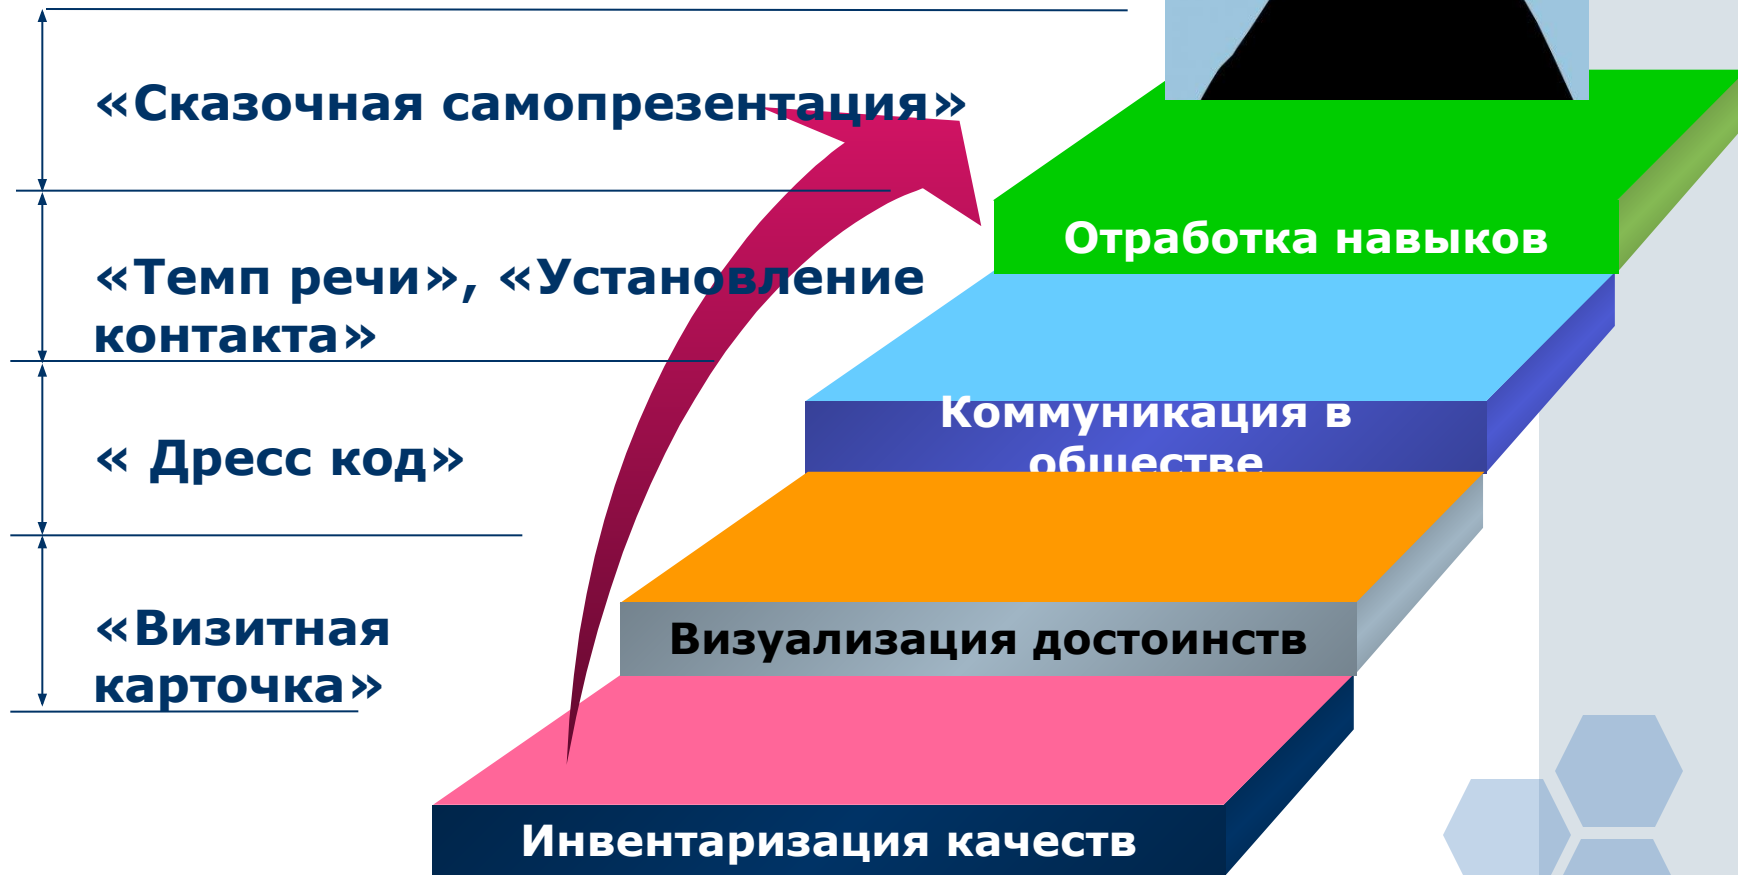 «Сказочная самопрезентация»
Отработка навыков
«Темп речи», «Установление
контакта»
Коммуникация в
обществе
« Дресс код»
Визуализация достоинств
«Визитная
карточка»
Инвентаризация качеств